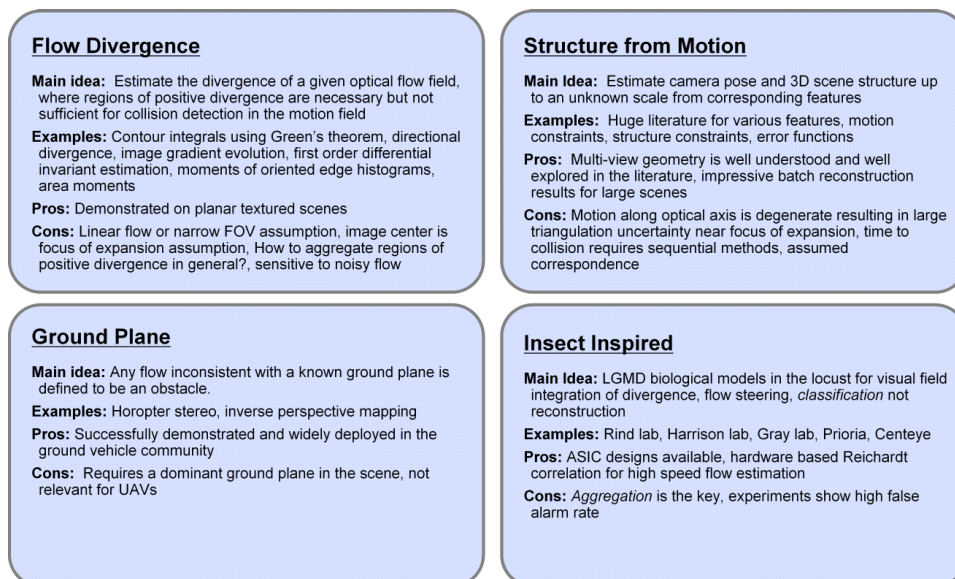 Flow Divergence
Main idea: Estimate the divergence of a given optical flow field,
where regions of positive divergence are necessary but not
sufficient for collision detection in the motion field
Examples: Contour integrals using Green's theorem, directional
divergence, image gradient evolution, first order differential
invariant estimation, moments of oriented edge histograms,
area moments
Pros: Demonstrated on planar textured scenes
Cons: Linear flow or narrow FOV assumption, image center is
focus of expansion assumption, How to aggregate regions of
positive divergence in general?, sensitive to noisy flow
Structure from Motion
Main Idea: Estimate camera pose and 3D scene structure up
to an unknown scale from corresponding features
Examples: Huge literature for various features, motion
constraints, structure constraints, error functions
Pros: Multi-view geometry is well understood and well
explored in the literature, impressive batch reconstruction
results for large scenes
Cons: Motion along optical axis is degenerate resulting in large
triangulation uncertainty near focus of expansion, time to
collision requires sequential methods, assumed
correspondence
Ground Plane
Main idea: Any flow inconsistent with a known ground plane is
defined to be an obstacle.
Examples: Horopter stereo, inverse perspective mapping
Pros: Successfully demonstrated and widely deployed in the
ground vehicle community
Cons: Requires a dominant ground plane in the scene, not
relevant for UAVs
Insect Inspired
Main Idea: LGMD biological models in the locust for visual field
integration of divergence, flow steering, classification not
reconstruction
Examples: Rind lab, Harrison lab, Gray lab, Prioria, Centeye
Pros: ASIC designs available, hardware based Reichardt
correlation for high speed flow estimation
Cons: Aggregation is the key, experiments show high false
alarm rate